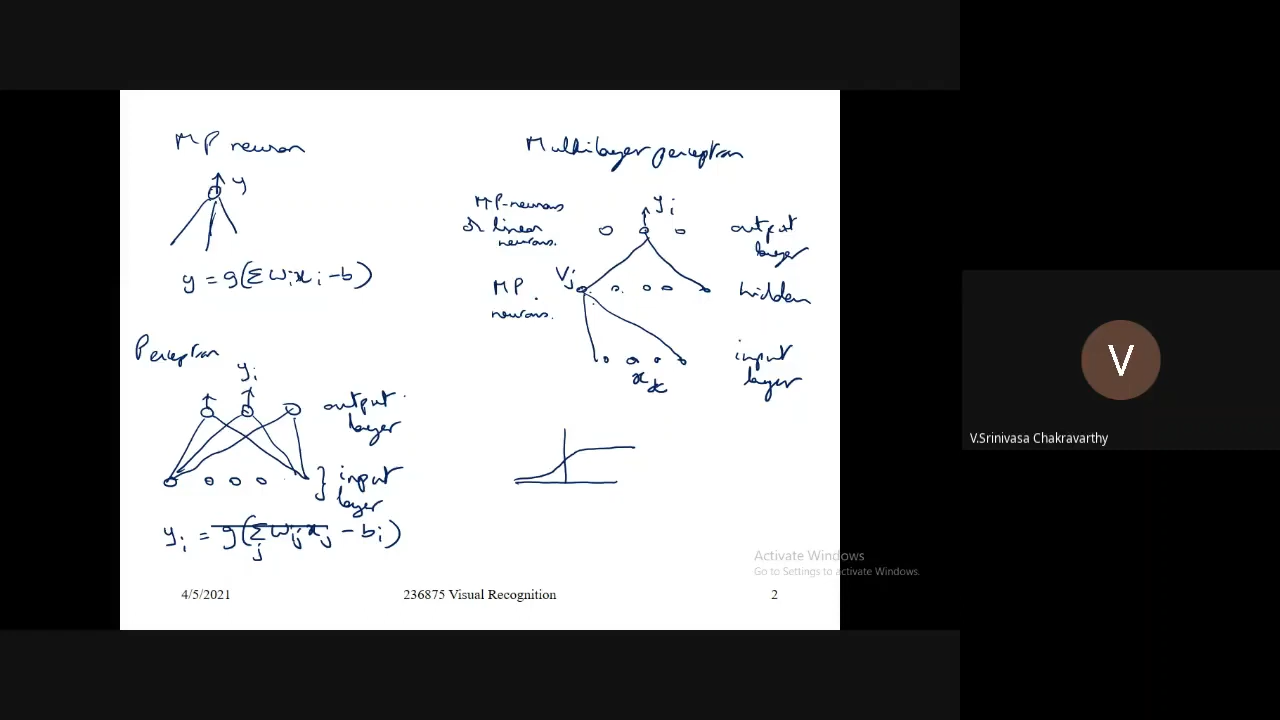 MP neuron
y
y = g(Σ wᵢxᵢ - b)
Perceptron
yᵢ
output
layer
input
layer
yᵢ = g(Σⱼ wᵢⱼxⱼ - bᵢ)
Multilayer perceptron
MP-neurons
or linear
neurons.
yᵢ
output
layer
Vⱼ
MP
neurons.
hidden
input
layer
xₖ
Activate Windows
Go to Settings to activate Windows.
4/5/2021
236875 Visual Recognition
2
V
V.Srinivasa Chakravarthy